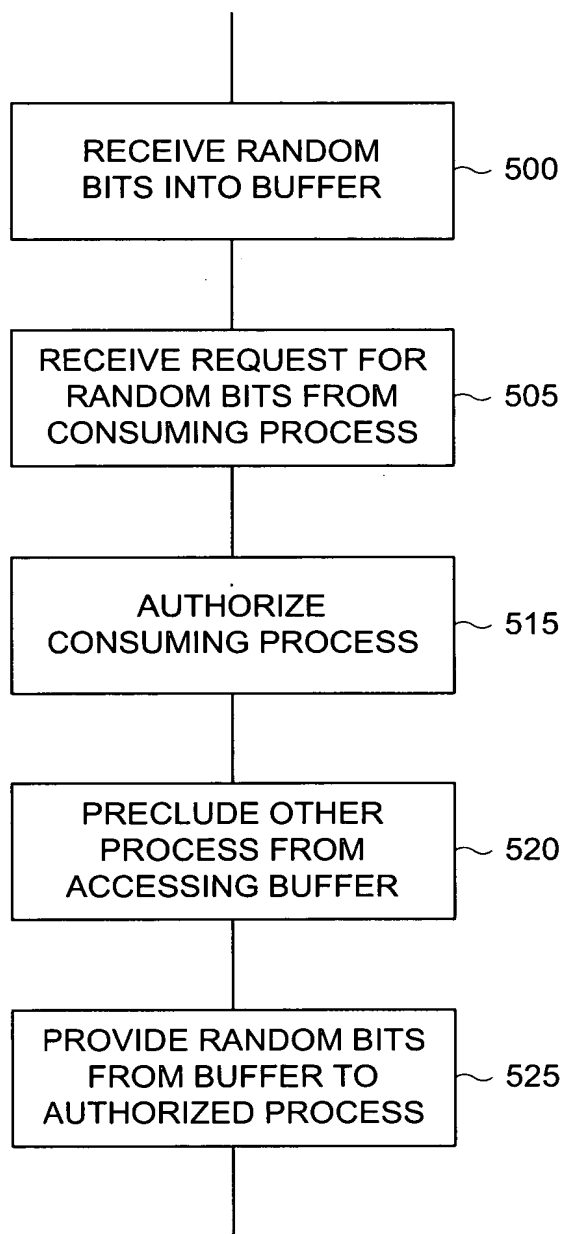 RECEIVE RANDOM
BITS INTO BUFFER
500
RECEIVE REQUEST FOR
RANDOM BITS FROM
CONSUMING PROCESS
505
AUTHORIZE
CONSUMING PROCESS
515
PRECLUDE OTHER
PROCESS FROM
ACCESSING BUFFER
520
PROVIDE RANDOM BITS
FROM BUFFER TO
AUTHORIZED PROCESS
525